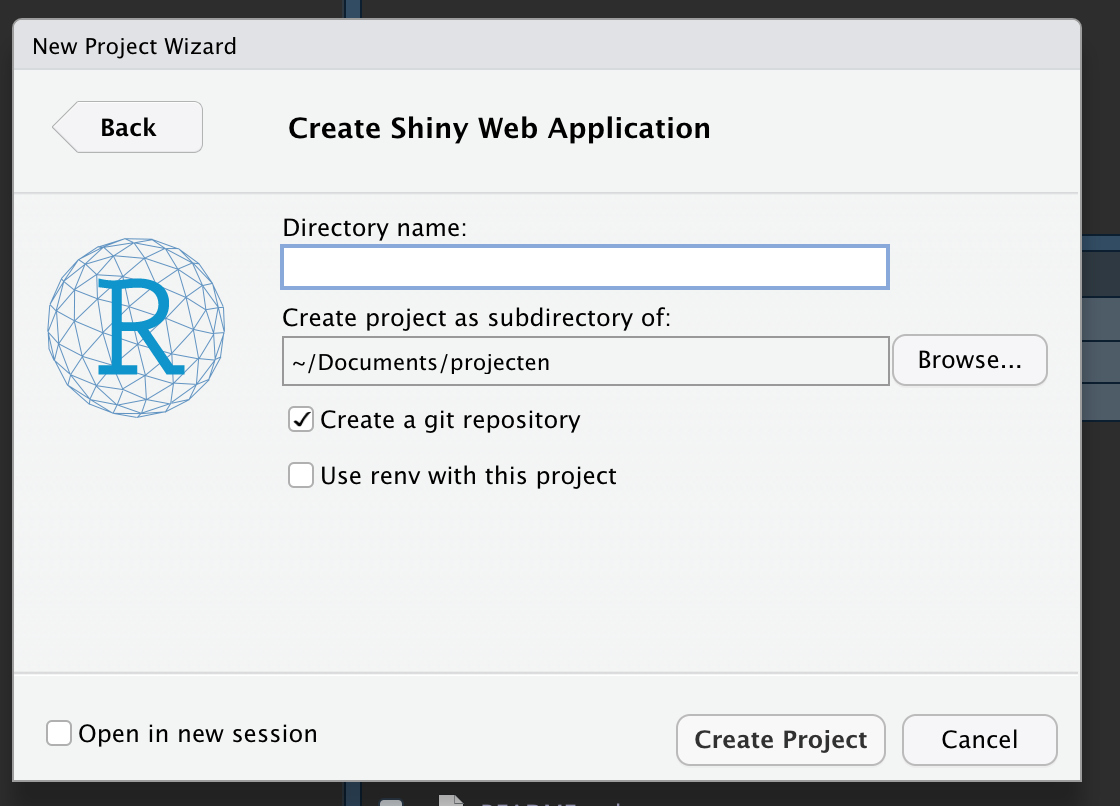 New Project Wizard
Back
Create Shiny Web Application
Directory name:
R
Create project as subdirectory of:
~/Documents/projecten
Browse...
Create a git repository
Use renv with this project
Open in new session
Create Project
Cancel